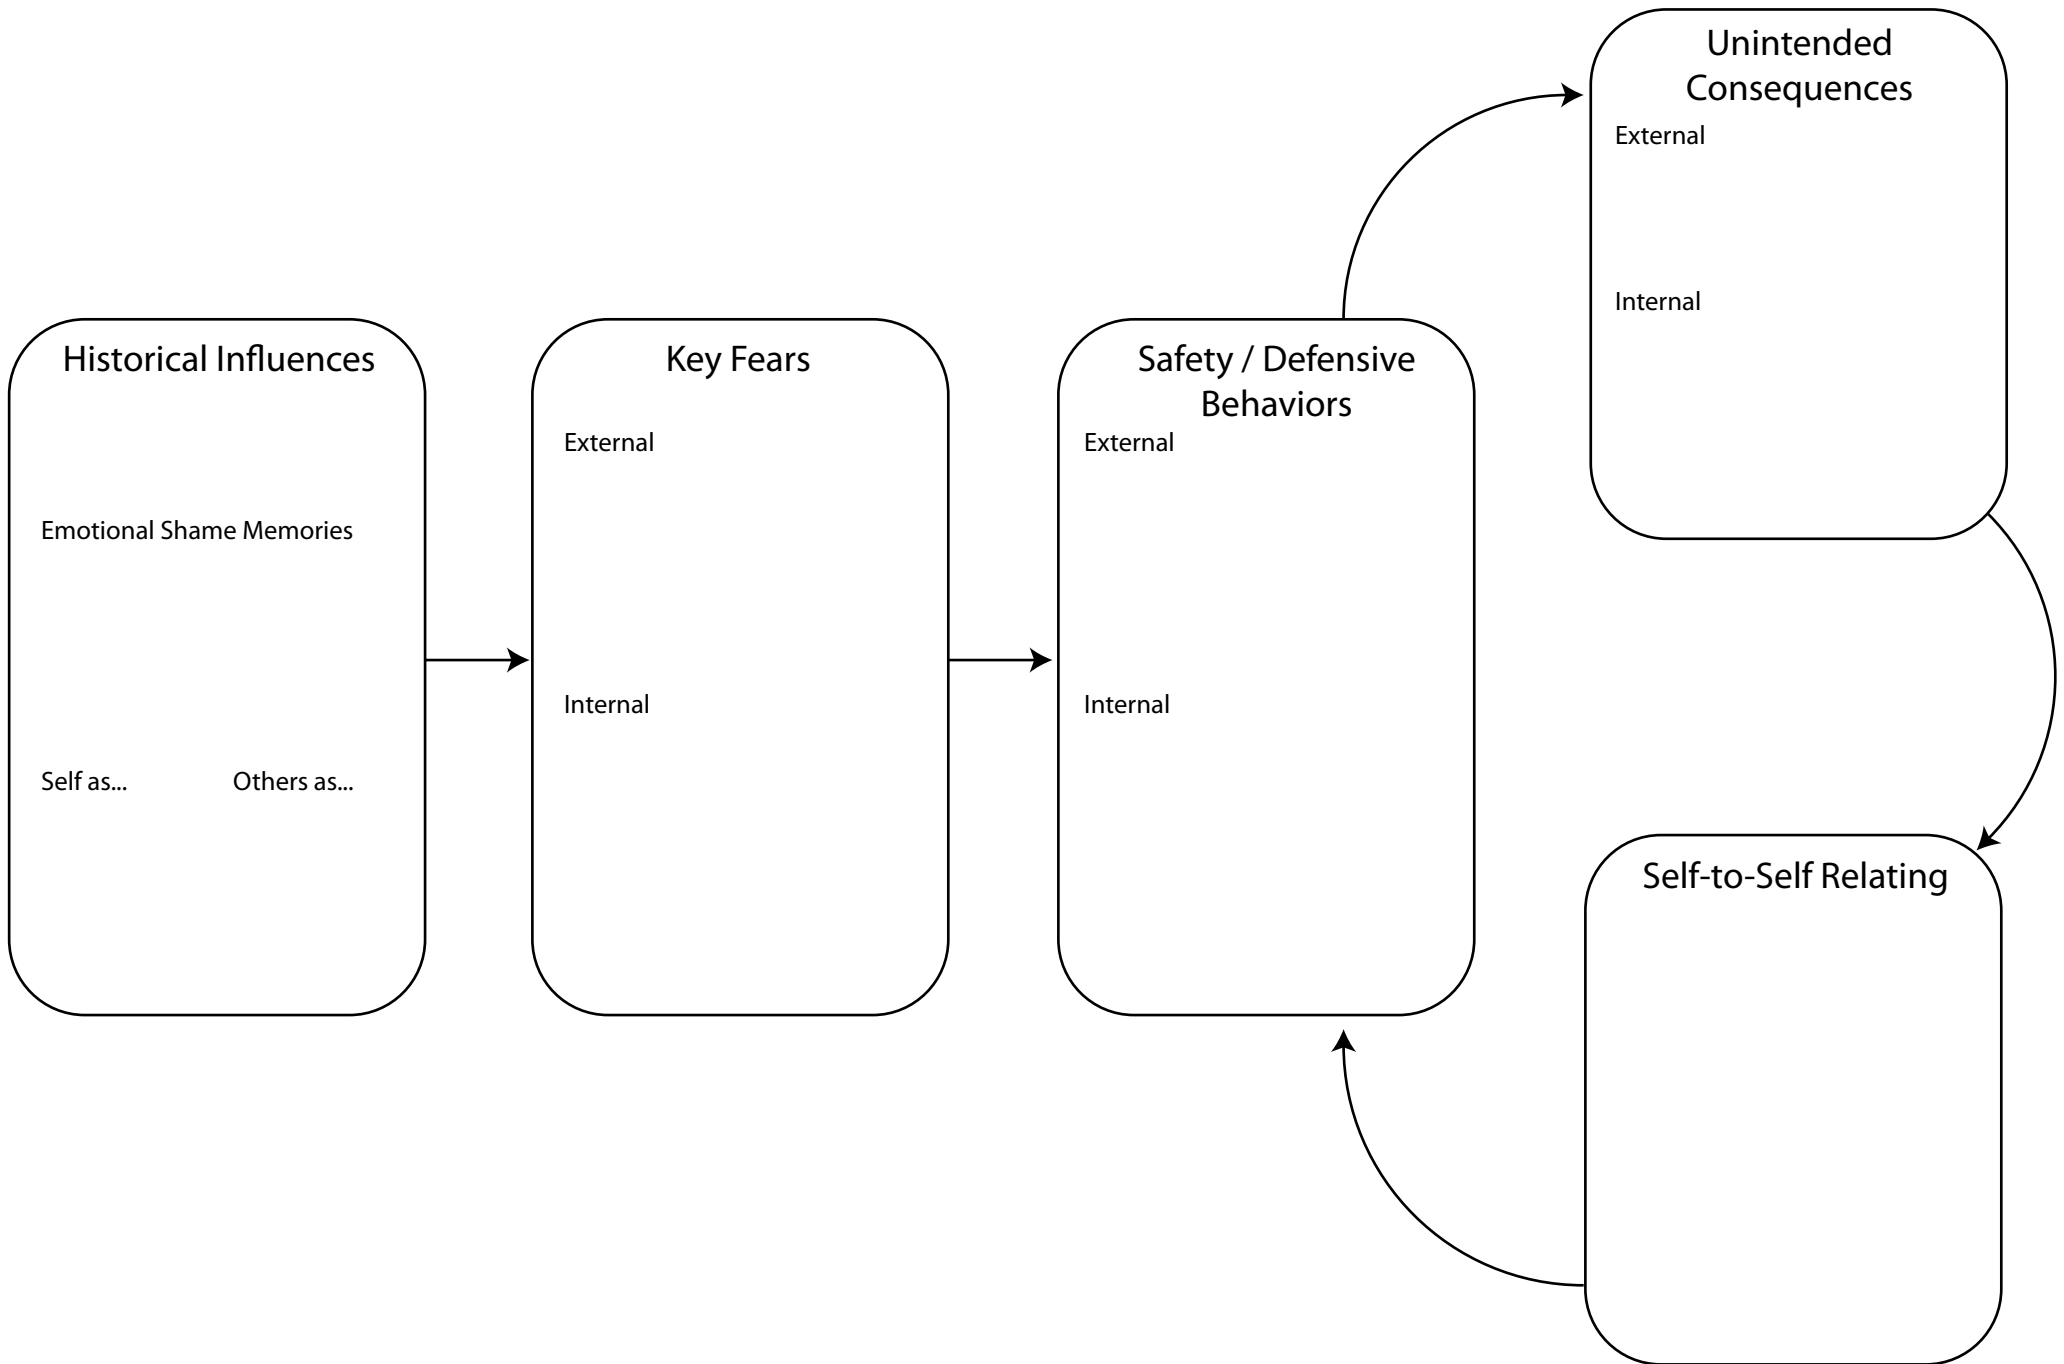 Historical Influences
Emotional Shame Memories
Self as...
Others as...
Key Fears
External
Internal
Safety / Defensive
Behaviors
External
Internal
Unintended
Consequences
External
Internal
Self-to-Self Relating